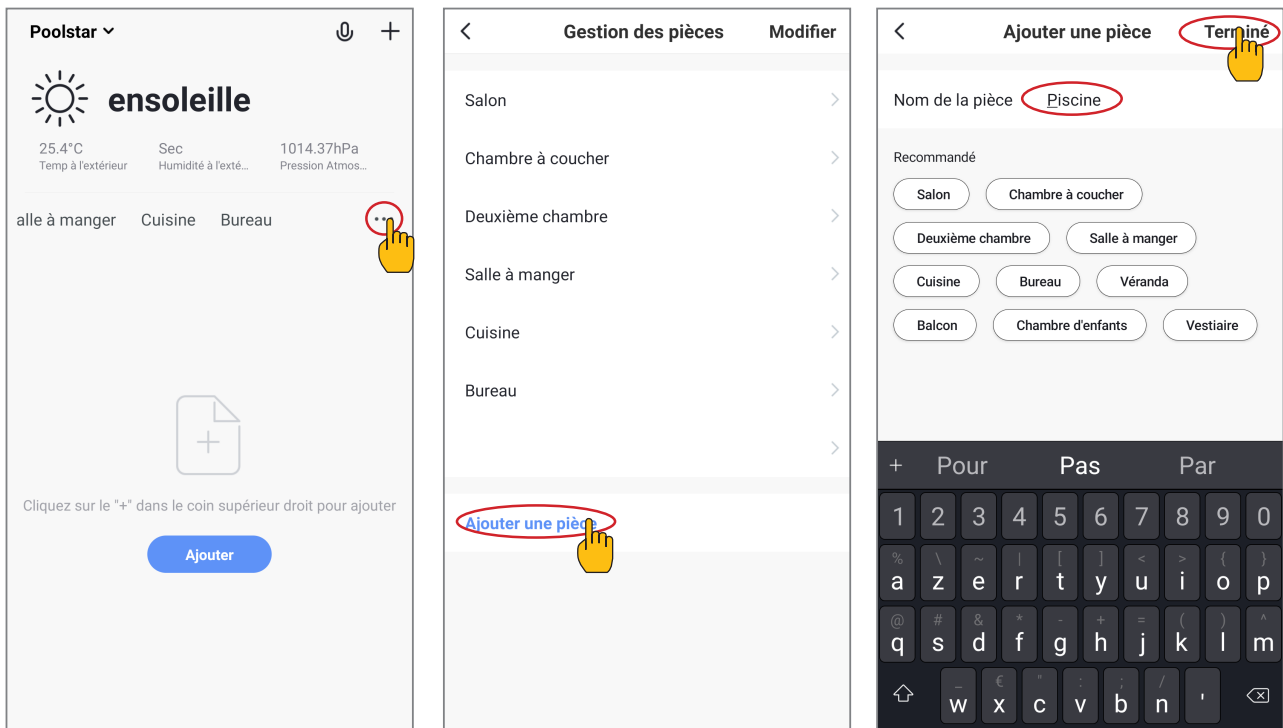 Poolstar
ensoleille
25.4°C Sec 1014.37hPa
Temp à l'extérieur Humidité à l'exté... Pression Atmos...
alle à manger Cuisine Bureau ...
Cliquez sur le "+" dans le coin supérieur droit pour ajouter
Ajouter
Gestion des pièces Modifier
Salon
Chambre à coucher
Deuxième chambre
Salle à manger
Cuisine
Bureau
Ajouter une pièce
Ajouter une pièce Terminé
Nom de la pièce Piscine
Recommandé
Salon Chambre à coucher
Deuxième chambre Salle à manger
Cuisine Bureau Véranda
Balcon Chambre d'enfants Vestiaire
+ Pour Pas Par
1 2 3 4 5 6 7 8 9 0
% \ ~ | [ ] < > { }
a z e r t y u i o p
@ # & * - + = ( ) ^
q s d f g h j k l m
_ € " : ; /
w x c v b n '